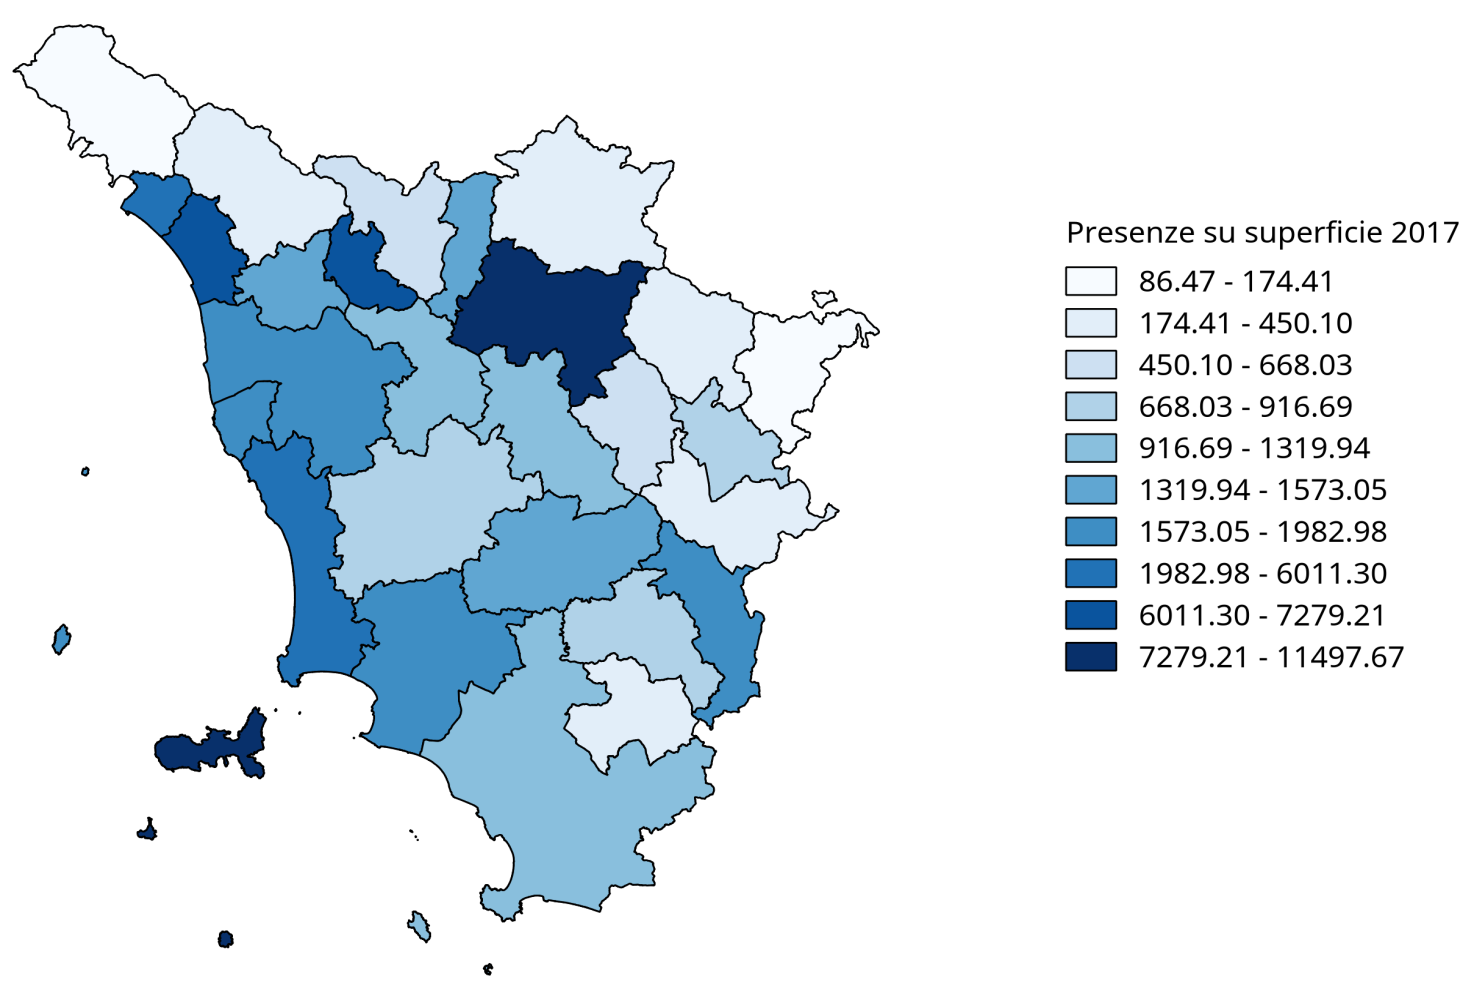 Presenze su superficie 2017
86.47 - 174.41
174.41 - 450.10
450.10 - 668.03
668.03 - 916.69
916.69 - 1319.94
1319.94 - 1573.05
1573.05 - 1982.98
1982.98 - 6011.30
6011.30 - 7279.21
7279.21 - 11497.67